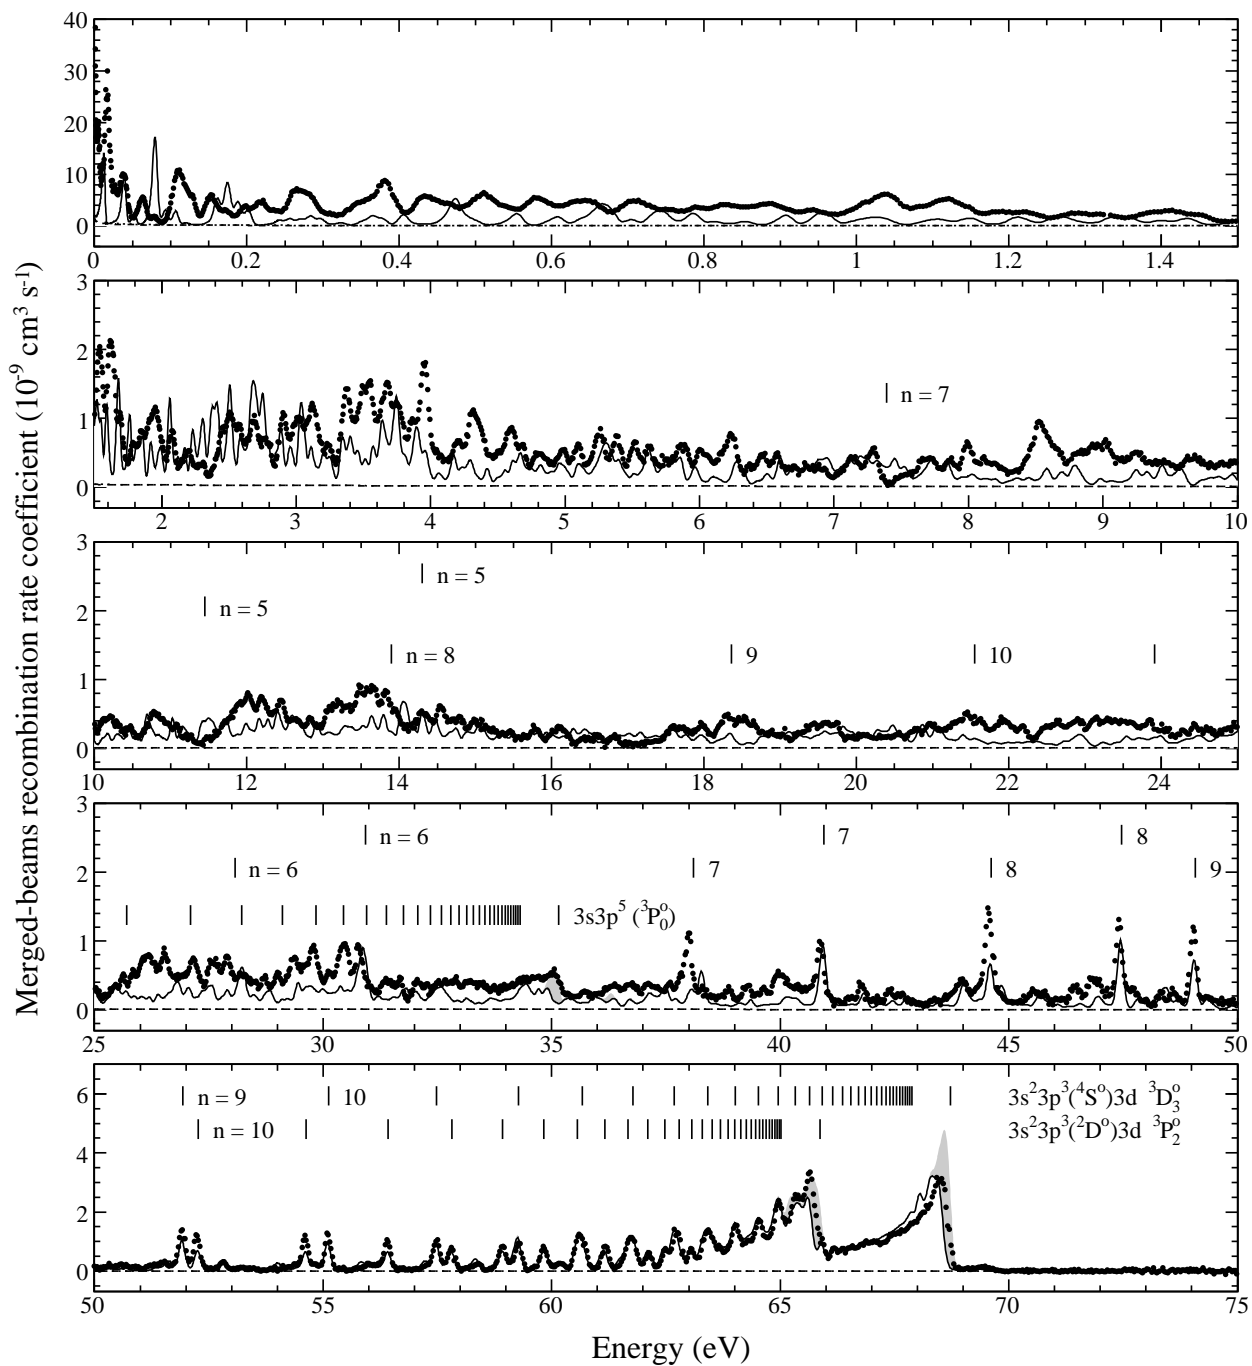 Merged-beams recombination rate coefficient (10⁻⁹ cm³ s⁻¹)
40
30
20
10
0
0 0.2 0.4 0.6 0.8 1 1.2 1.4
3
2
1
0
n = 7
2 3 4 5 6 7 8 9 10
3
2
1
0
n = 5
n = 5
n = 8 9 10
10 12 14 16 18 20 22 24
3
2
1
0
n = 6 7 8
n = 6 7 8 9
3s3p⁵ (³P₀ᵒ)
25 30 35 40 45 50
6
4
2
0
n = 9 10 3s²3p³(⁴Sᵒ)3d ³D₃ᵒ
n = 10 3s²3p³(²Dᵒ)3d ³P₂ᵒ
50 55 60 65 70 75
Energy (eV)